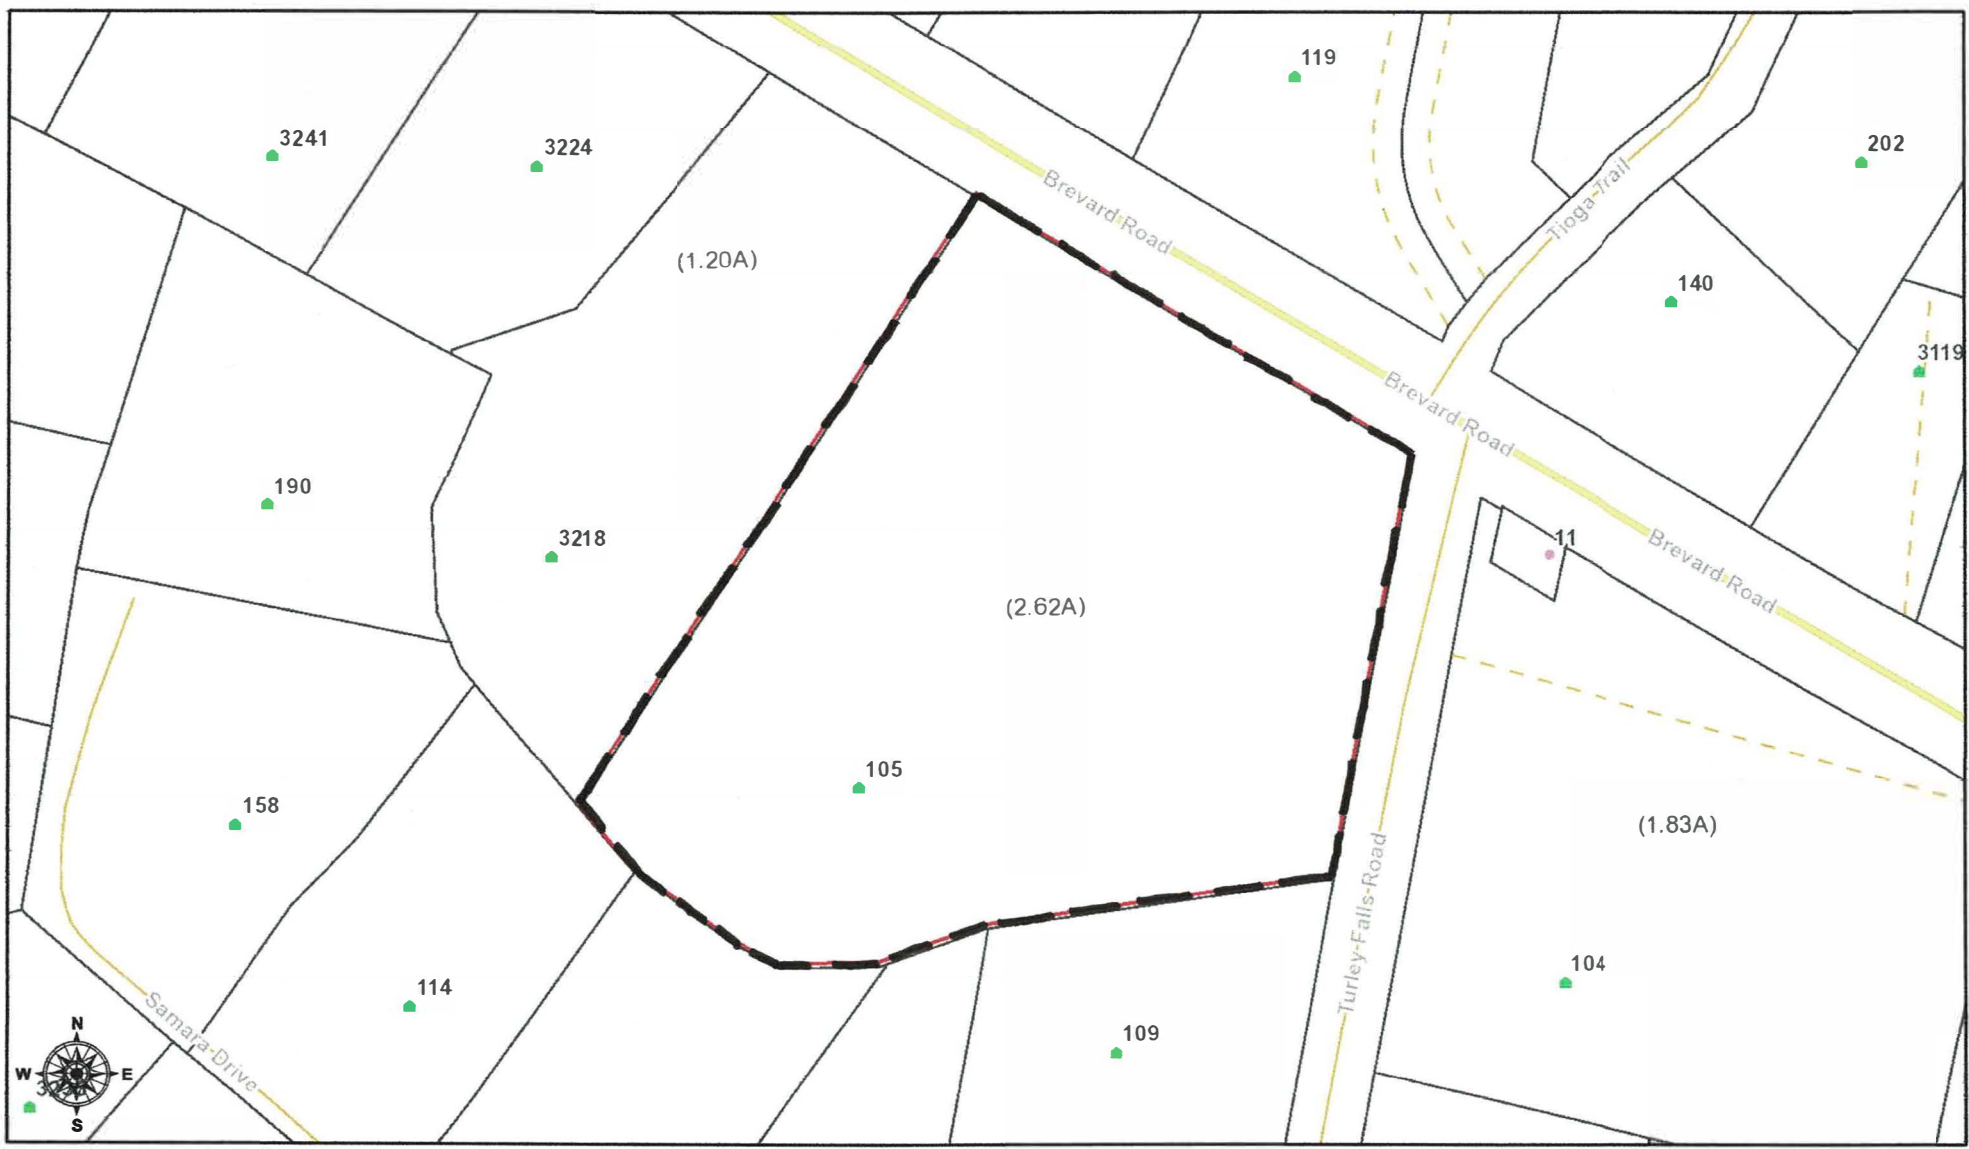 119
3241
3224
202
Brevard Road
Tioga Trail
(1.20A)
140
3119
Brevard Road
190
3218
11
Brevard Road
(2.62A)
105
158
(1.83A)
Turley Falls Road
104
114
Samara Drive
109
N
W
E
S